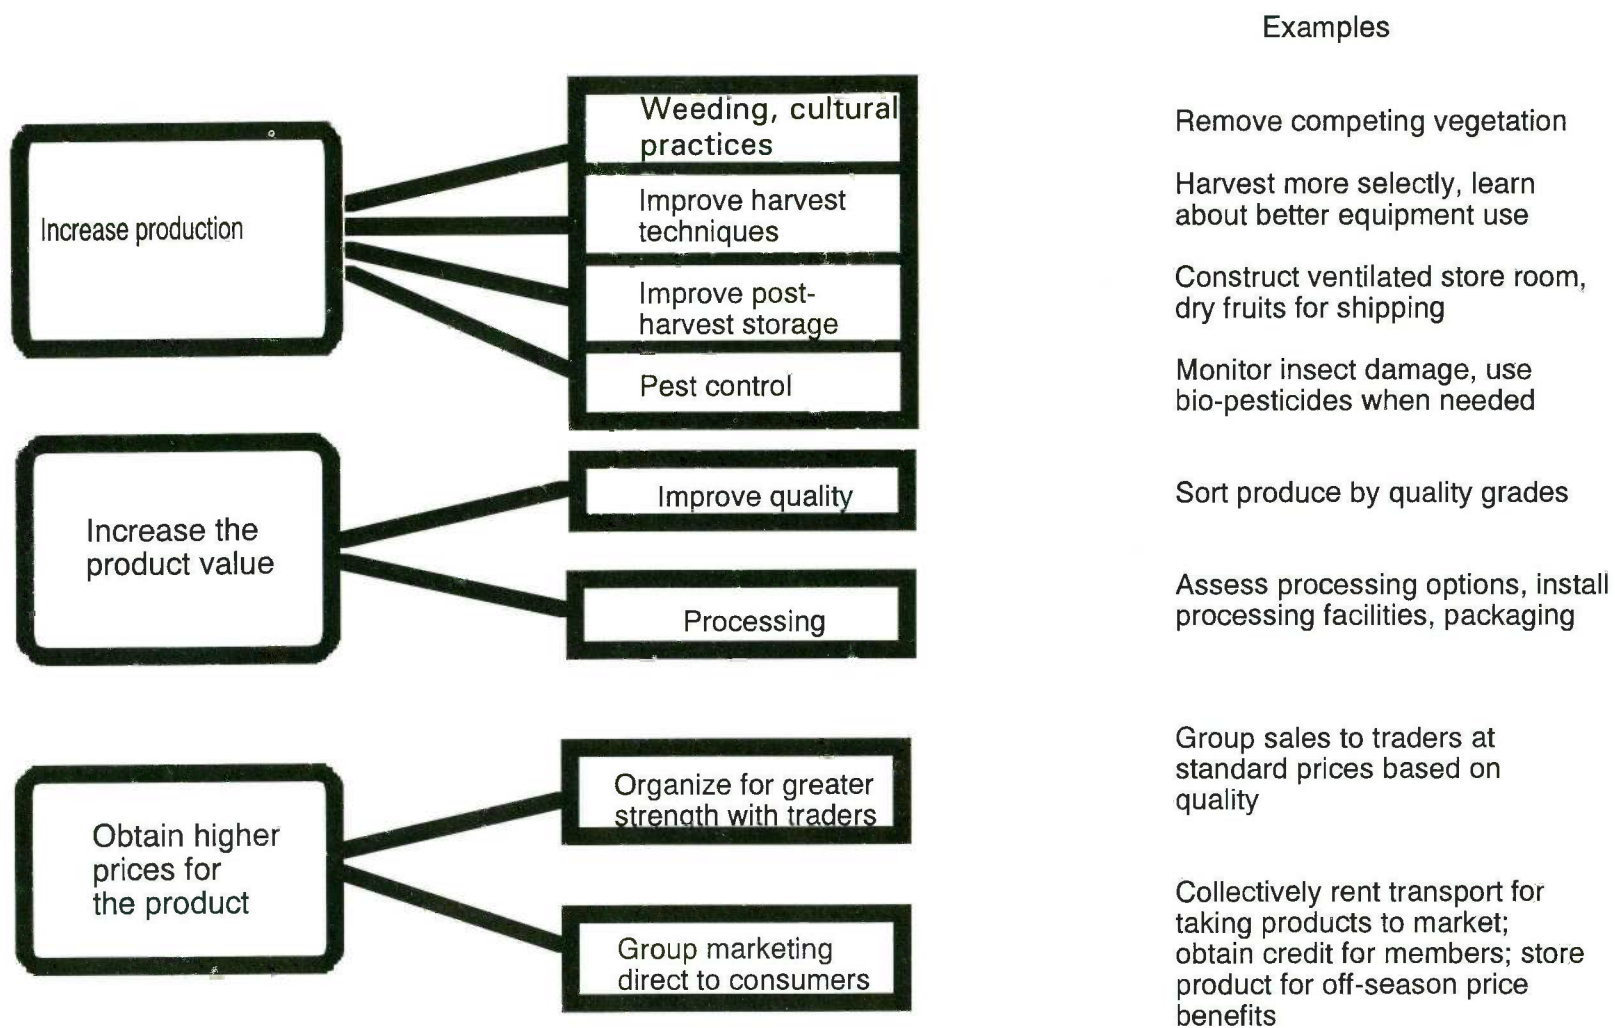 Examples
Increase production
Weeding, cultural
practices
Remove competing vegetation
Improve harvest
techniques
Harvest more selectly, learn
about better equipment use
Improve post-
harvest storage
Construct ventilated store room,
dry fruits for shipping
Pest control
Monitor insect damage, use
bio-pesticides when needed
Increase the
product value
Improve quality
Sort produce by quality grades
Processing
Assess processing options, install
processing facilities, packaging
Obtain higher
prices for
the product
Organize for greater
strength with traders
Group sales to traders at
standard prices based on
quality
Group marketing
direct to consumers
Collectively rent transport for
taking products to market;
obtain credit for members; store
product for off-season price
benefits